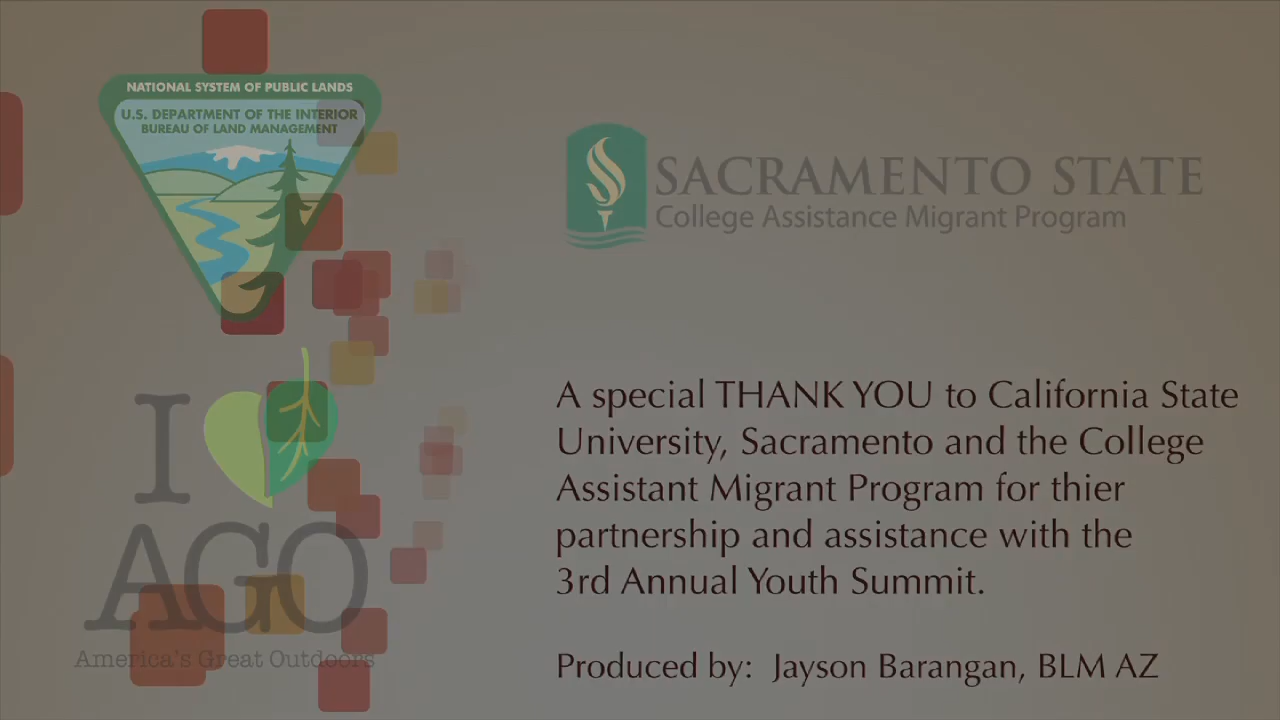 NATIONAL SYSTEM OF PUBLIC LANDS
U.S. DEPARTMENT OF THE INTERIOR
BUREAU OF LAND MANAGEMENT
SACRAMENTO STATE
College Assistance Migrant Program
I
AGO
America's Great Outdoors
A special THANK YOU to California State
University, Sacramento and the College
Assistant Migrant Program for thier
partnership and assistance with the
3rd Annual Youth Summit.
Produced by: Jayson Barangan, BLM AZ